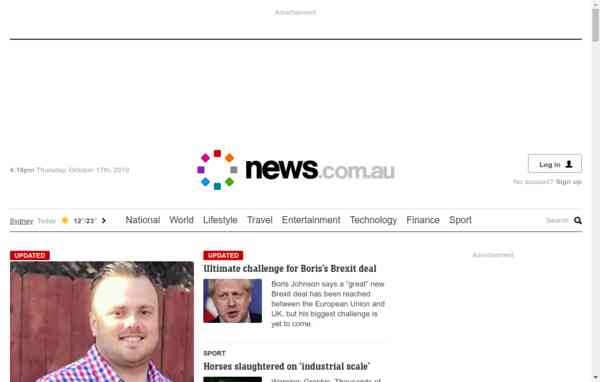 Advertisement
news.com.au
Log in
4:19pm Thursday, October 17th, 2019
No account? Sign up
Sydney Today 12°/23° National World Lifestyle Travel Entertainment Technology Finance Sport Search
UPDATED
UPDATED
Ultimate challenge for Boris's Brexit deal
Boris Johnson says a "great" new
Brexit deal has been reached
between the European Union and
UK, but his biggest challenge is
yet to come.
Advertisement
SPORT
Horses slaughtered on 'industrial scale'
Warning: Graphic. Thousands of